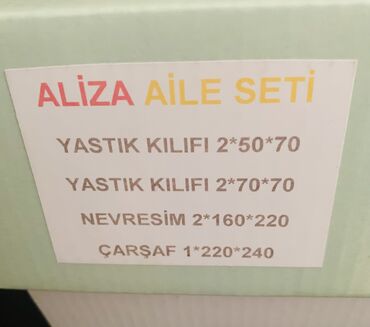 ALİZA AİLE SETİ
YASTIK KILIFI 2*50*70
YASTIK KILIFI 2*70*70
NEVRESİM 2*160*220
ÇARŞAF 1*220*240